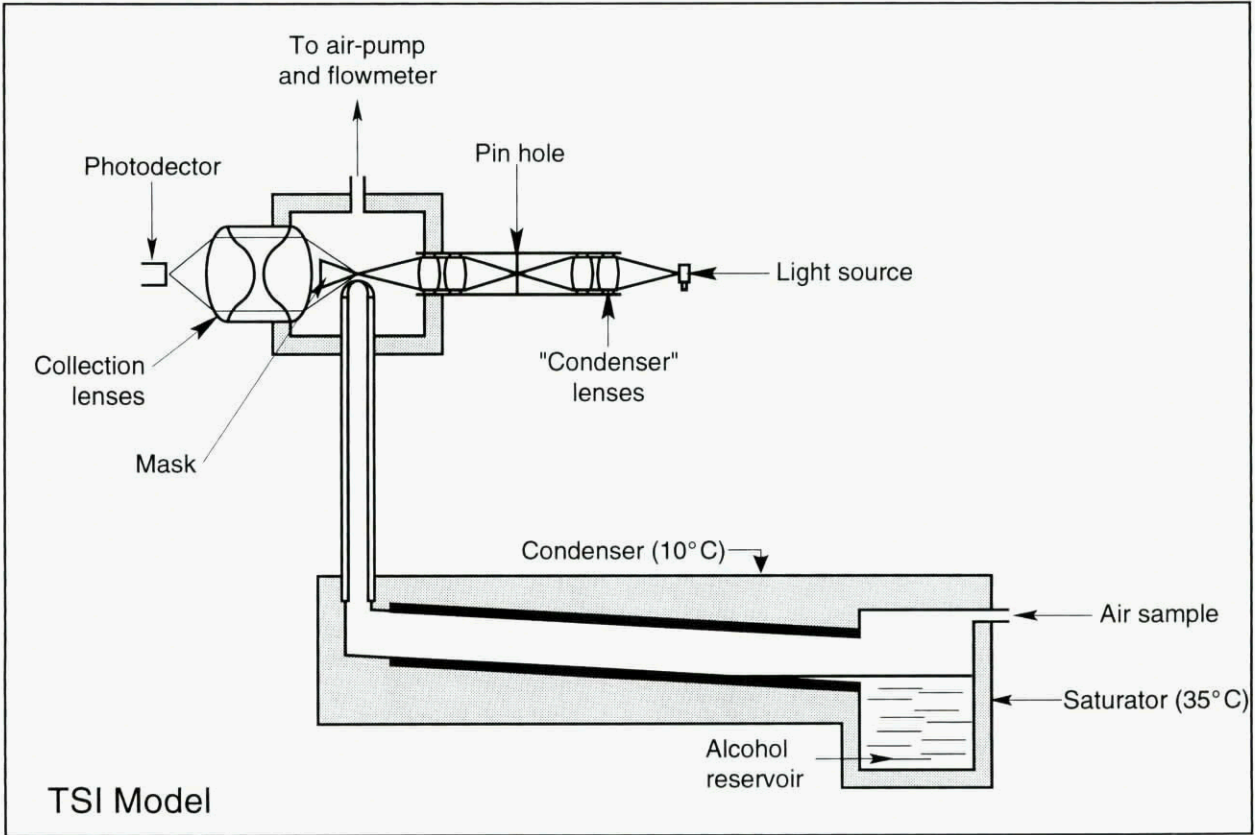 To air-pump
and flowmeter
Photodector
Pin hole
Light source
Collection
lenses
"Condenser"
lenses
Mask
Condenser (10°C)
Air sample
Saturator (35°C)
Alcohol
reservoir
TSI Model